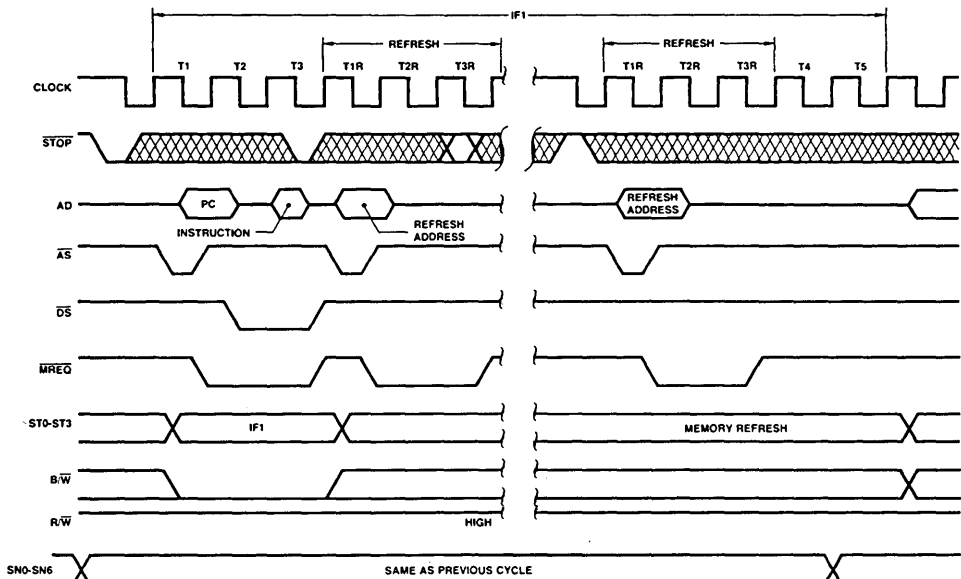 IF1
REFRESH
REFRESH
T1 T2 T3 T1R T2R T3R T1R T2R T3R T4 T5
CLOCK
STOP
AD
PC
INSTRUCTION
REFRESH
ADDRESS
REFRESH
ADDRESS
AS
DS
MREQ
ST0-ST3
IF1
MEMORY REFRESH
B/W
R/W
HIGH
SN0-SN6
SAME AS PREVIOUS CYCLE